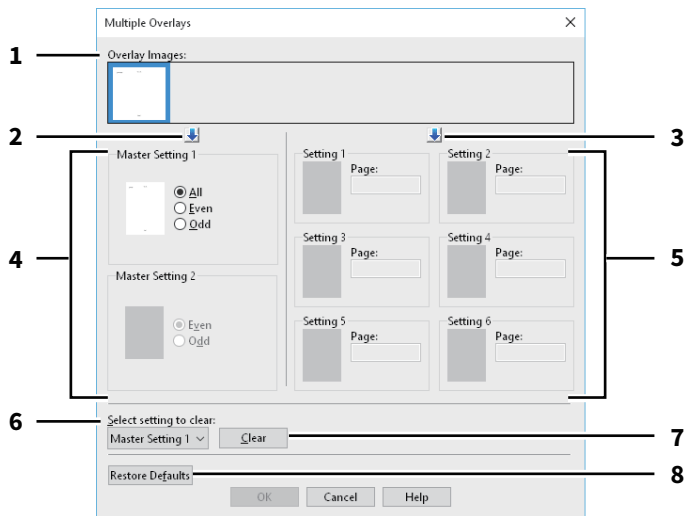 Multiple Overlays
1 Overlay Images:
2 3
Master Setting 1
All
Even
Odd
Setting 1
Page:
Setting 2
Page:
4
Setting 3
Page:
Setting 4
Page:
5
Master Setting 2
Even
Odd
Setting 5
Page:
Setting 6
Page:
6 Select setting to clear:
Master Setting 1 Clear 7
Restore Defaults 8
OK Cancel Help